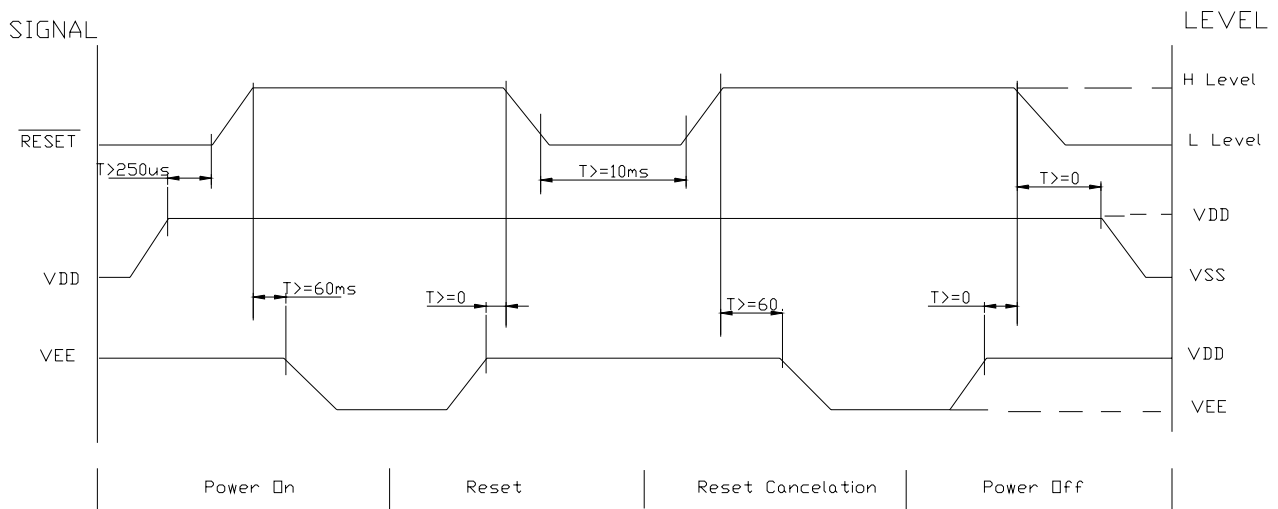 SIGNAL
LEVEL
H Level
RESET
L Level
T>250us
T>=10ms
T>=0
VDD
VDD
VSS
T>=60ms
T>=0
T>=60
T>=0
VEE
VDD
VEE
Power On
Reset
Reset Cancelation
Power Off